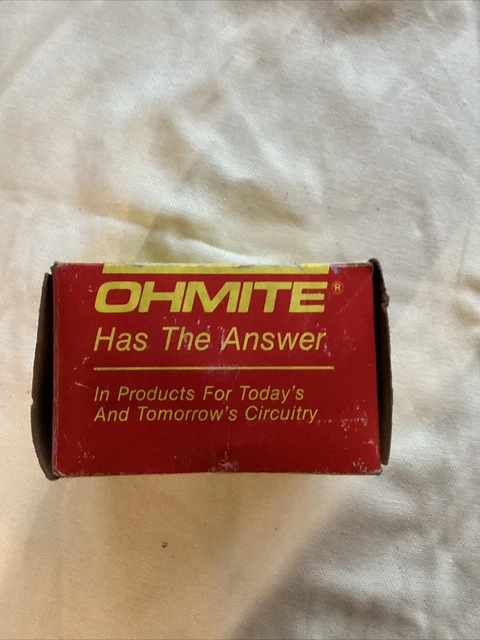 OHMITE®
Has The Answer
In Products For Today's
And Tomorrow's Circuitry